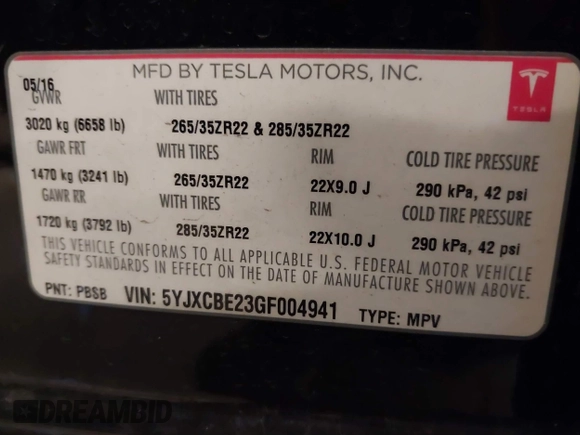 MFD BY TESLA MOTORS, INC.
TESLA
05/16
GVWR WITH TIRES
3020 kg (6658 lb) 265/35ZR22 & 285/35ZR22
GAWR FRT WITH TIRES RIM COLD TIRE PRESSURE
1470 kg (3241 lb) 265/35ZR22 22X9.0 J 290 kPa, 42 psi
GAWR RR WITH TIRES RIM COLD TIRE PRESSURE
1720 kg (3792 lb) 285/35ZR22 22X10.0 J 290 kPa, 42 psi
THIS VEHICLE CONFORMS TO ALL APPLICABLE U.S. FEDERAL MOTOR VEHICLE
SAFETY STANDARDS IN EFFECT ON THE DATE OF MANUFACTURE SHOWN ABOVE.
PNT: PBSB VIN: 5YJXCBE23GF004941 TYPE: MPV
DREAMBID